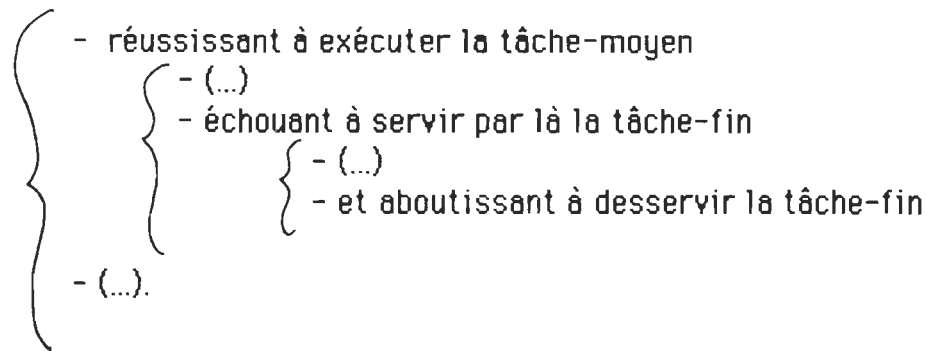 - réussissant à exécuter la tâche-moyen
- (...)
- échouant à servir par là la tâche-fin
- (...)
- et aboutissant à desservir la tâche-fin
- (...).